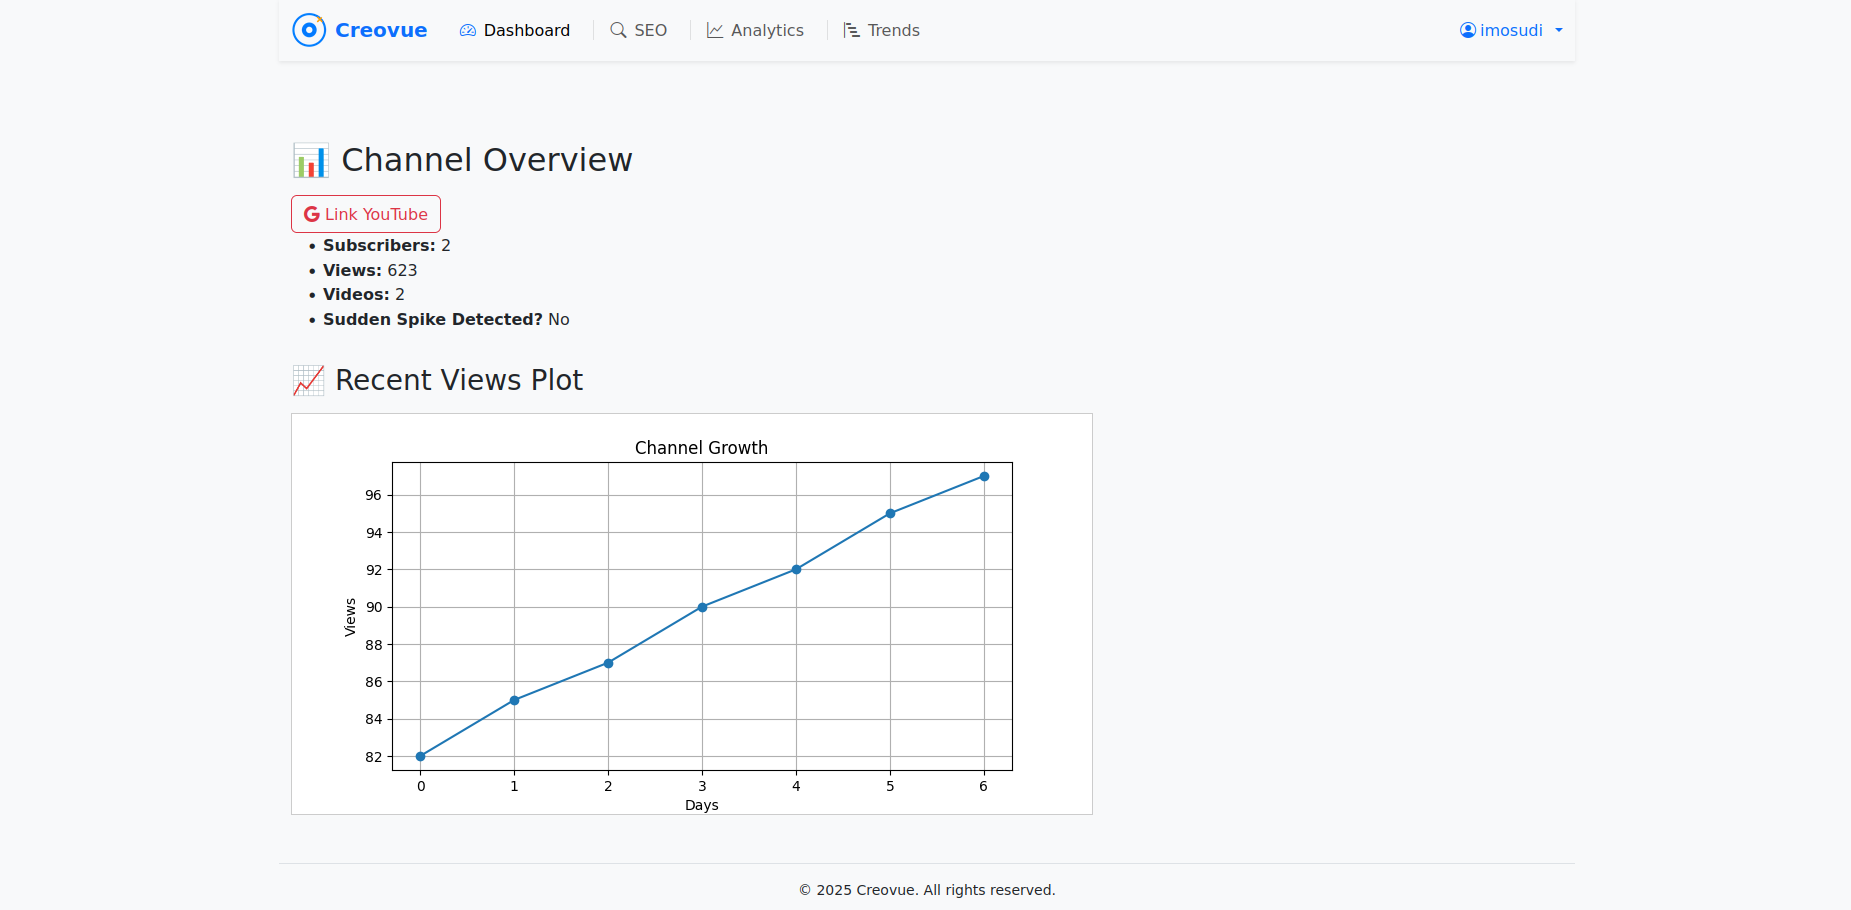 Creovue Dashboard SEO Analytics Trends imosudi
Channel Overview
Link YouTube
• Subscribers: 2
• Views: 623
• Videos: 2
• Sudden Spike Detected? No
Recent Views Plot
Channel Growth
96
94
92
90
88
86
84
82
Views
0 1 2 3 4 5 6
Days
© 2025 Creovue. All rights reserved.